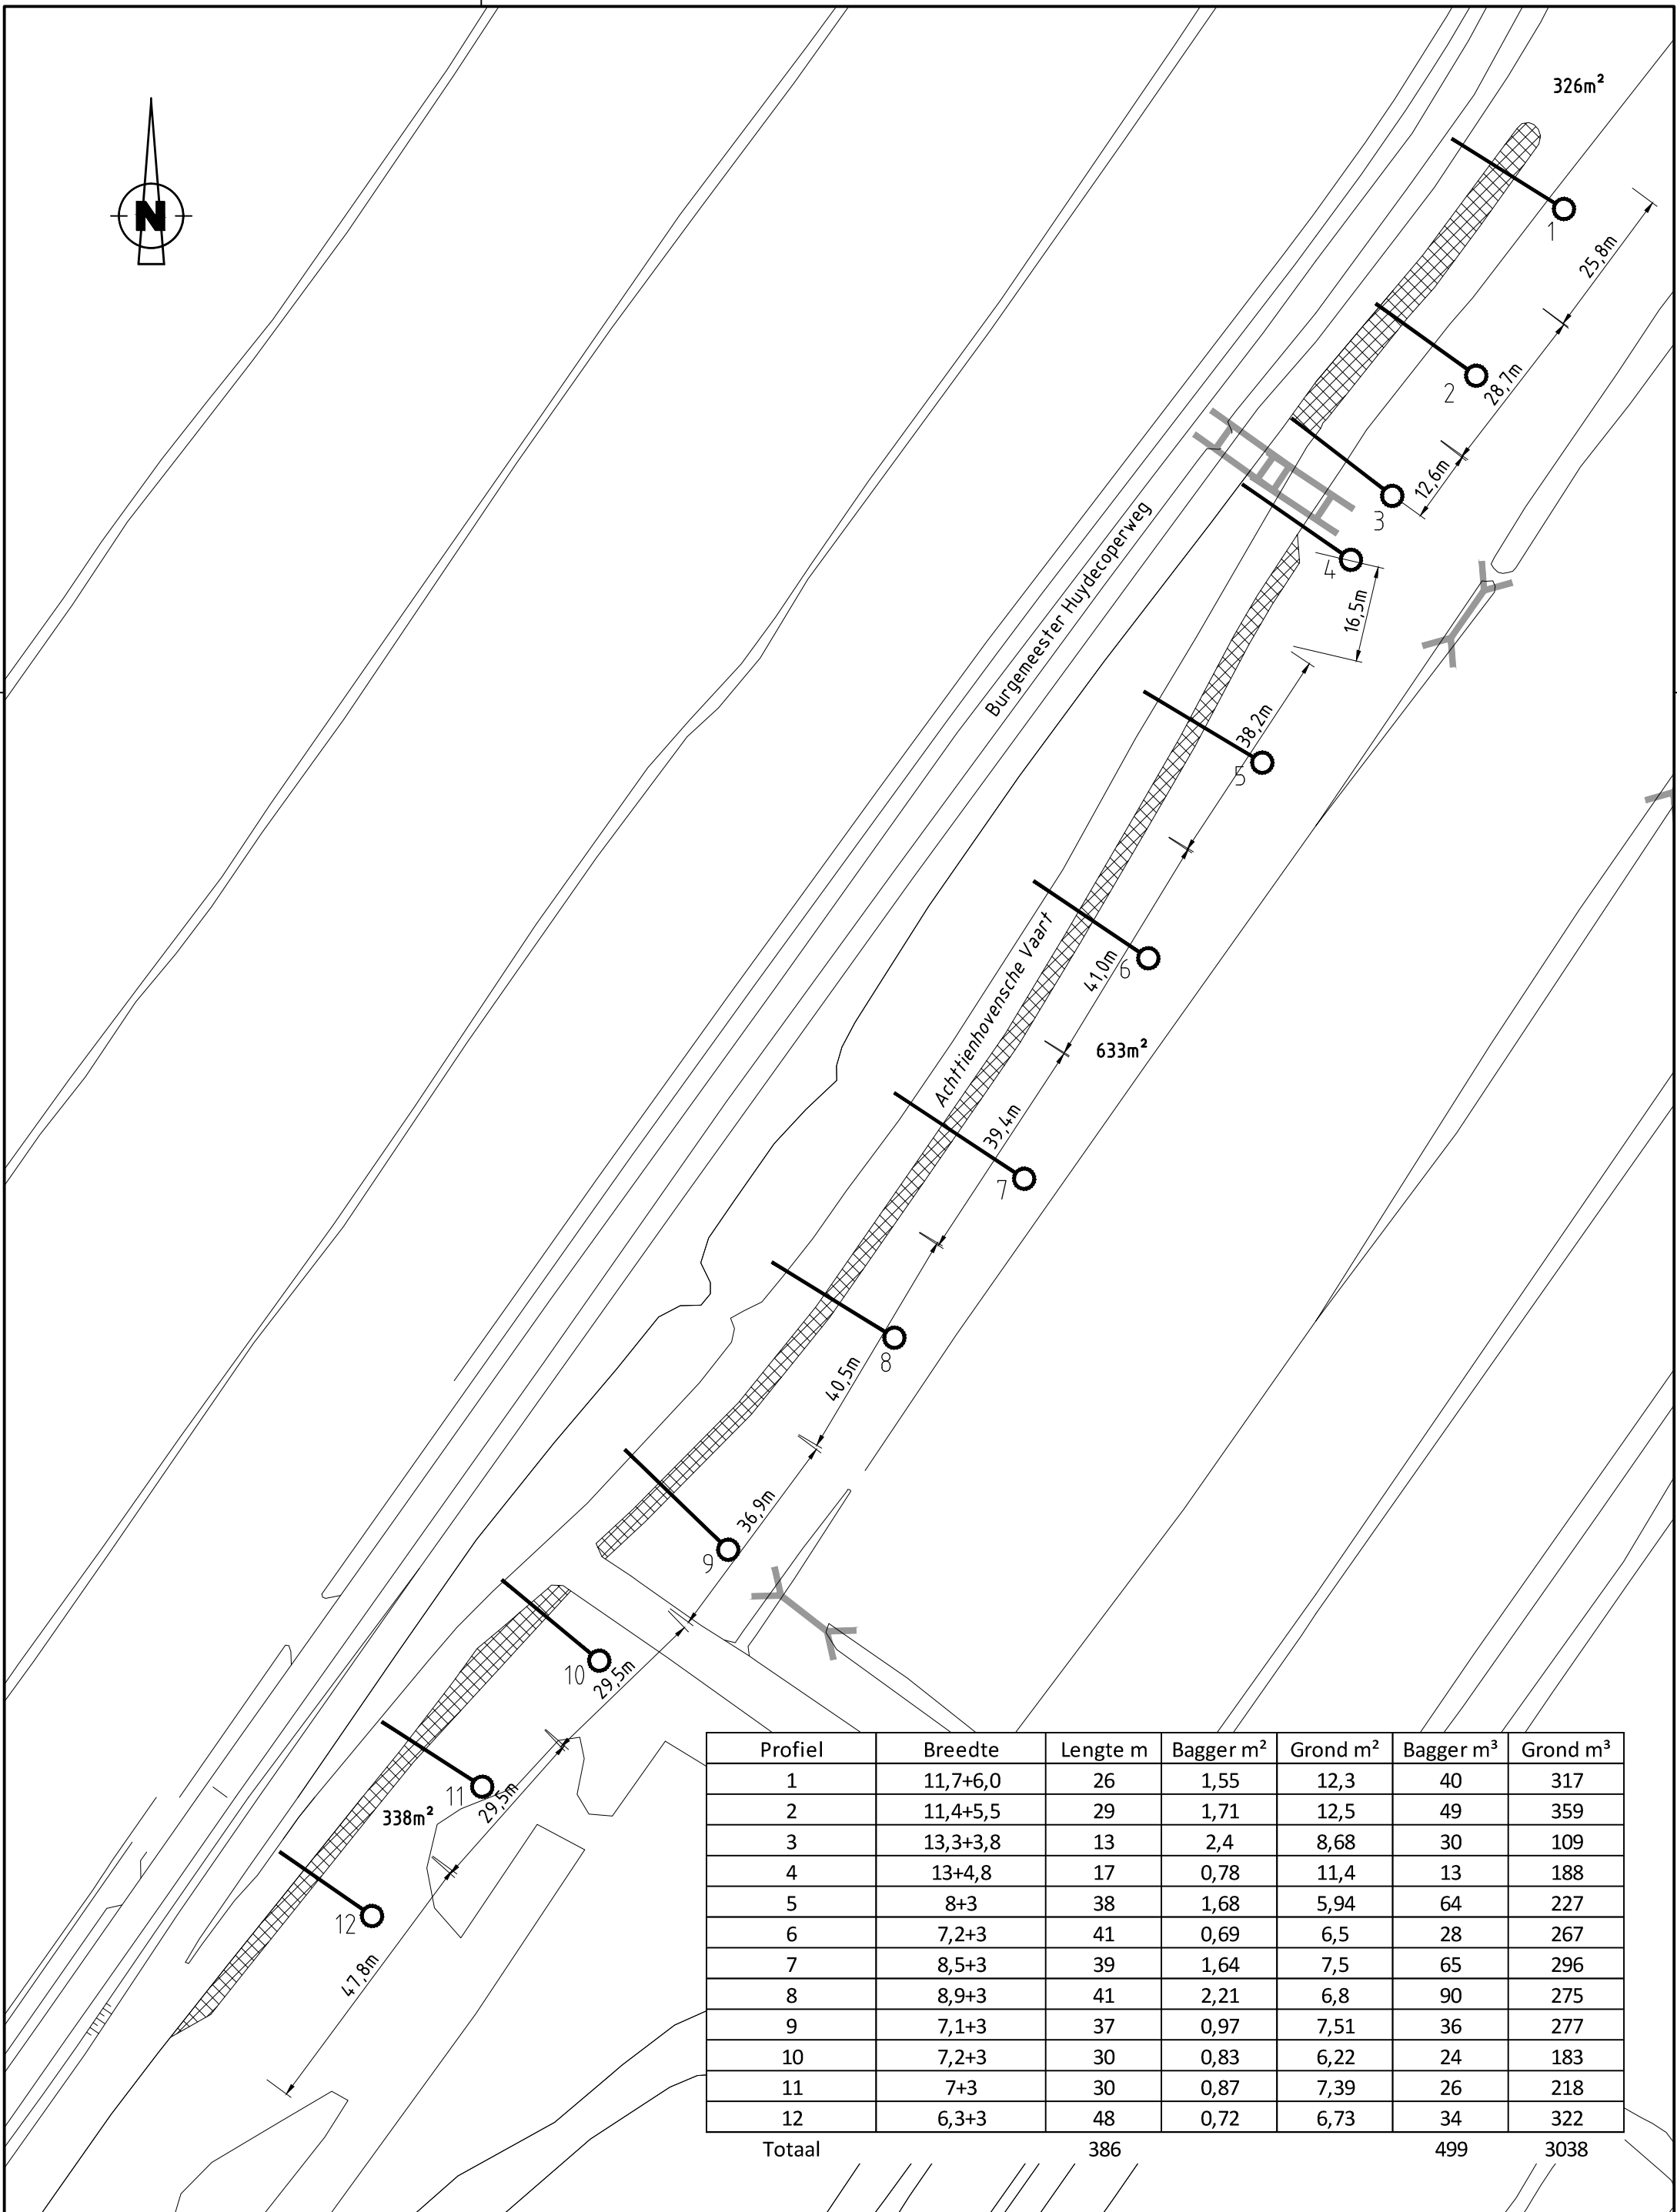 326m²
N
1
25,8m
2
28,7m
3
12,6m
4
16,5m
Burgemeester Huydecoperweg
38,2m
5
6
41,0m
Achttienhovensche Vaart
633m²
39,4m
7
8
40,5m
36,9m
9
10
29,5m
11
29,5m
338m²
12
47,8m
Profiel Breedte Lengte m Bagger m² Grond m² Bagger m³ Grond m³
1 11,7+6,0 26 1,55 12,3 40 317
2 11,4+5,5 29 1,71 12,5 49 359
3 13,3+3,8 13 2,4 8,68 30 109
4 13+4,8 17 0,78 11,4 13 188
5 8+3 38 1,68 5,94 64 227
6 7,2+3 41 0,69 6,5 28 267
7 8,5+3 39 1,64 7,5 65 296
8 8,9+3 41 2,21 6,8 90 275
9 7,1+3 37 0,97 7,51 36 277
10 7,2+3 30 0,83 6,22 24 183
11 7+3 30 0,87 7,39 26 218
12 6,3+3 48 0,72 6,73 34 322
Totaal 386 499 3038